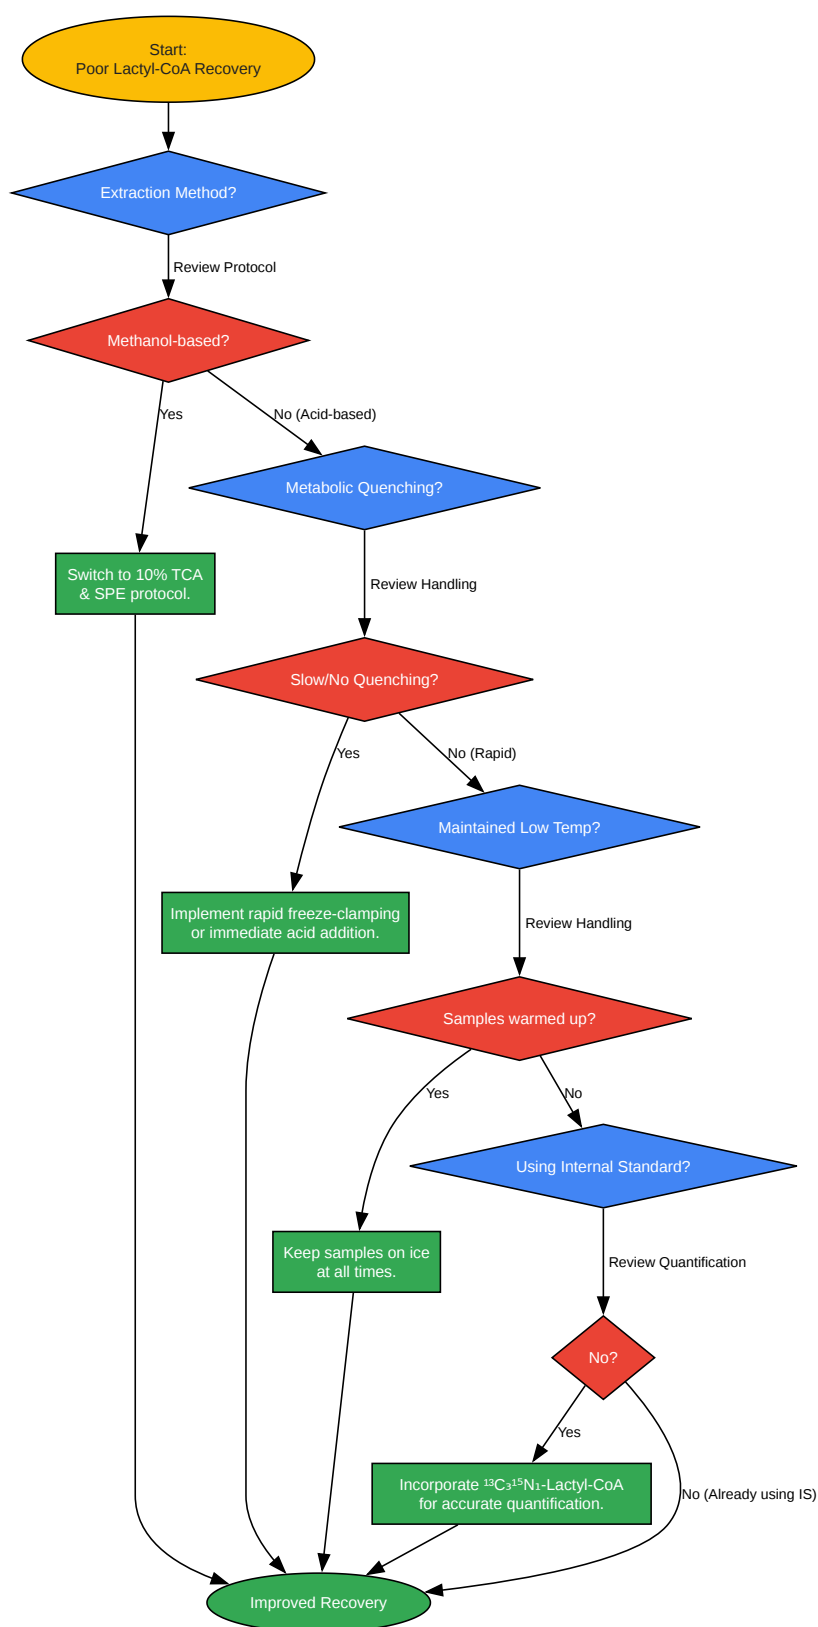 Start:
Poor Lactyl-CoA Recovery
Extraction Method?
Review Protocol
Methanol-based?
Yes
No (Acid-based)
Metabolic Quenching?
Switch to 10% TCA
& SPE protocol.
Review Handling
Slow/No Quenching?
Yes
No (Rapid)
Maintained Low Temp?
Implement rapid freeze-clamping
or immediate acid addition.
Review Handling
Samples warmed up?
Yes
No
Using Internal Standard?
Keep samples on ice
at all times.
Review Quantification
No?
Yes
Incorporate ¹³C₃¹⁵N₁-Lactyl-CoA
for accurate quantification.
No (Already using IS)
Improved Recovery